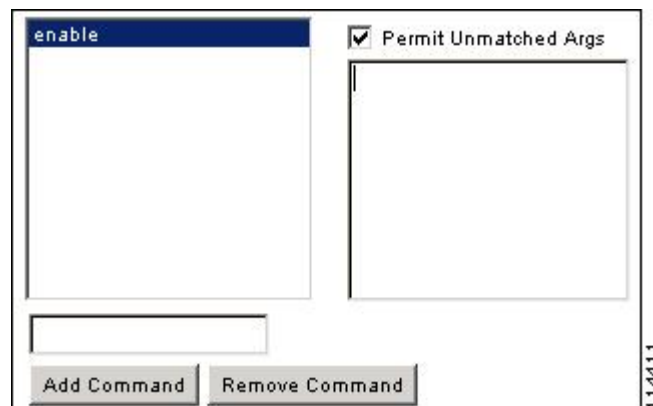 enable
Permit Unmatched Args
Add Command
Remove Command